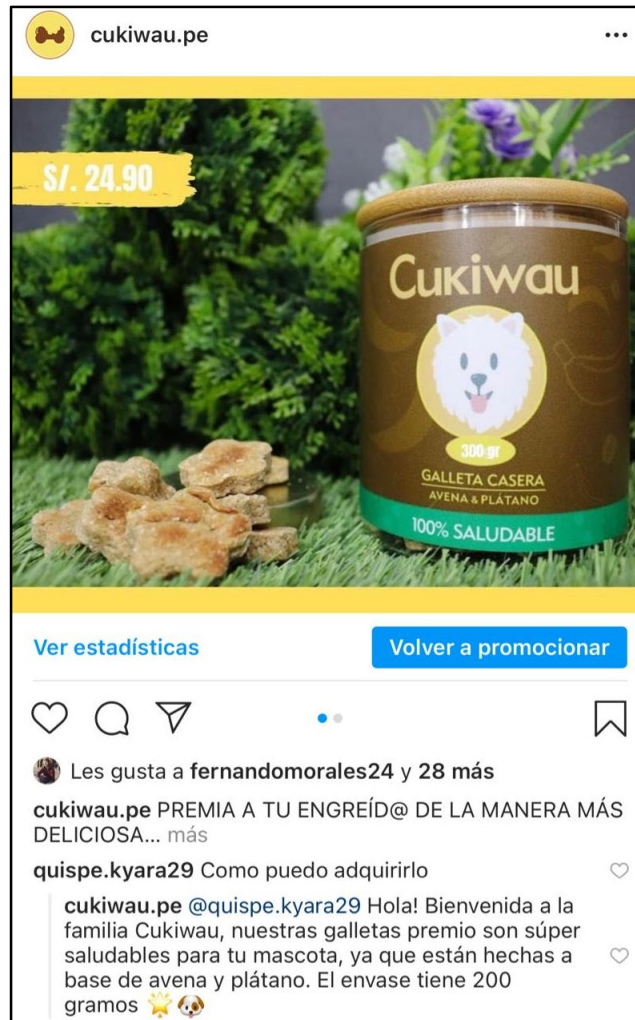 cukiwau.pe
S/. 24.90
Cukiwau
300 gr
GALLETA CASERA
AVENA & PLÁTANO
100% SALUDABLE
Ver estadísticas
Volver a promocionar
Les gusta a fernandomorales24 y 28 más
cukiwau.pe PREMIA A TU ENGREÍD@ DE LA MANERA MÁS
DELICIOSA... más
quispe.kyara29 Como puedo adquirirlo
cukiwau.pe @quispe.kyara29 Hola! Bienvenida a la
familia Cukiwau, nuestras galletas premio son súper
saludables para tu mascota, ya que están hechas a
base de avena y plátano. El envase tiene 200
gramos 🌟🐶